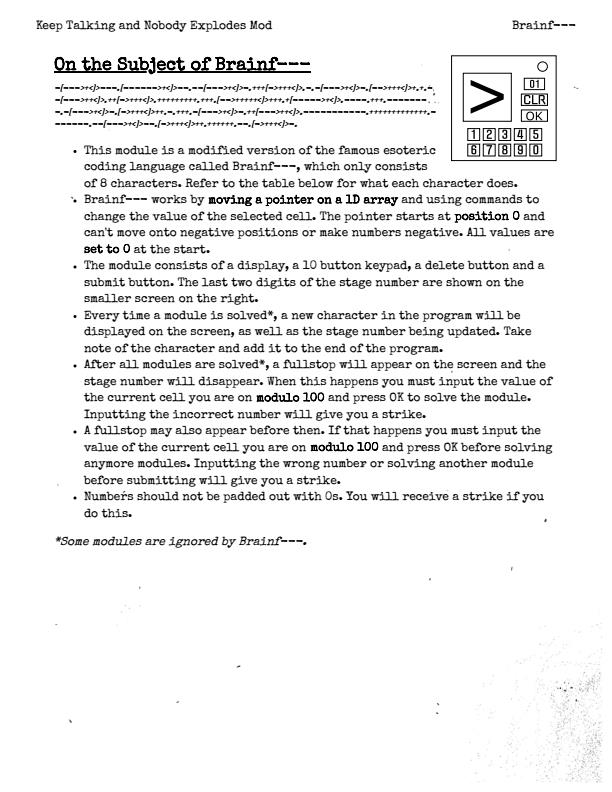 Keep Talking and Nobody Explodes Mod Brainf---
On the Subject of Brainf---
>
01
CLR
OK
1 2 3 4 5
6 7 8 9 0
• This module is a modified version of the famous esoteric
coding language called Brainf---, which only consists
of 8 characters. Refer to the table below for what each character does.
• Brainf--- works by moving a pointer on a 1D array and using commands to
change the value of the selected cell. The pointer starts at position 0 and
can't move onto negative positions or make numbers negative. All values are
set to 0 at the start.
• The module consists of a display, a 10 button keypad, a delete button and a
submit button. The last two digits of the stage number are shown on the
smaller screen on the right.
• Every time a module is solved*, a new character in the program will be
displayed on the screen, as well as the stage number being updated. Take
note of the character and add it to the end of the program.
• After all modules are solved*, a fullstop will appear on the screen and the
stage number will disappear. When this happens you must input the value of
the current cell you are on modulo 100 and press OK to solve the module.
Inputting the incorrect number will give you a strike.
• A fullstop may also appear before then. If that happens you must input the
value of the current cell you are on modulo 100 and press OK before solving
anymore modules. Inputting the wrong number or solving another module
before submitting will give you a strike.
• Numbers should not be padded out with 0s. You will receive a strike if you
do this.
*Some modules are ignored by Brainf---.